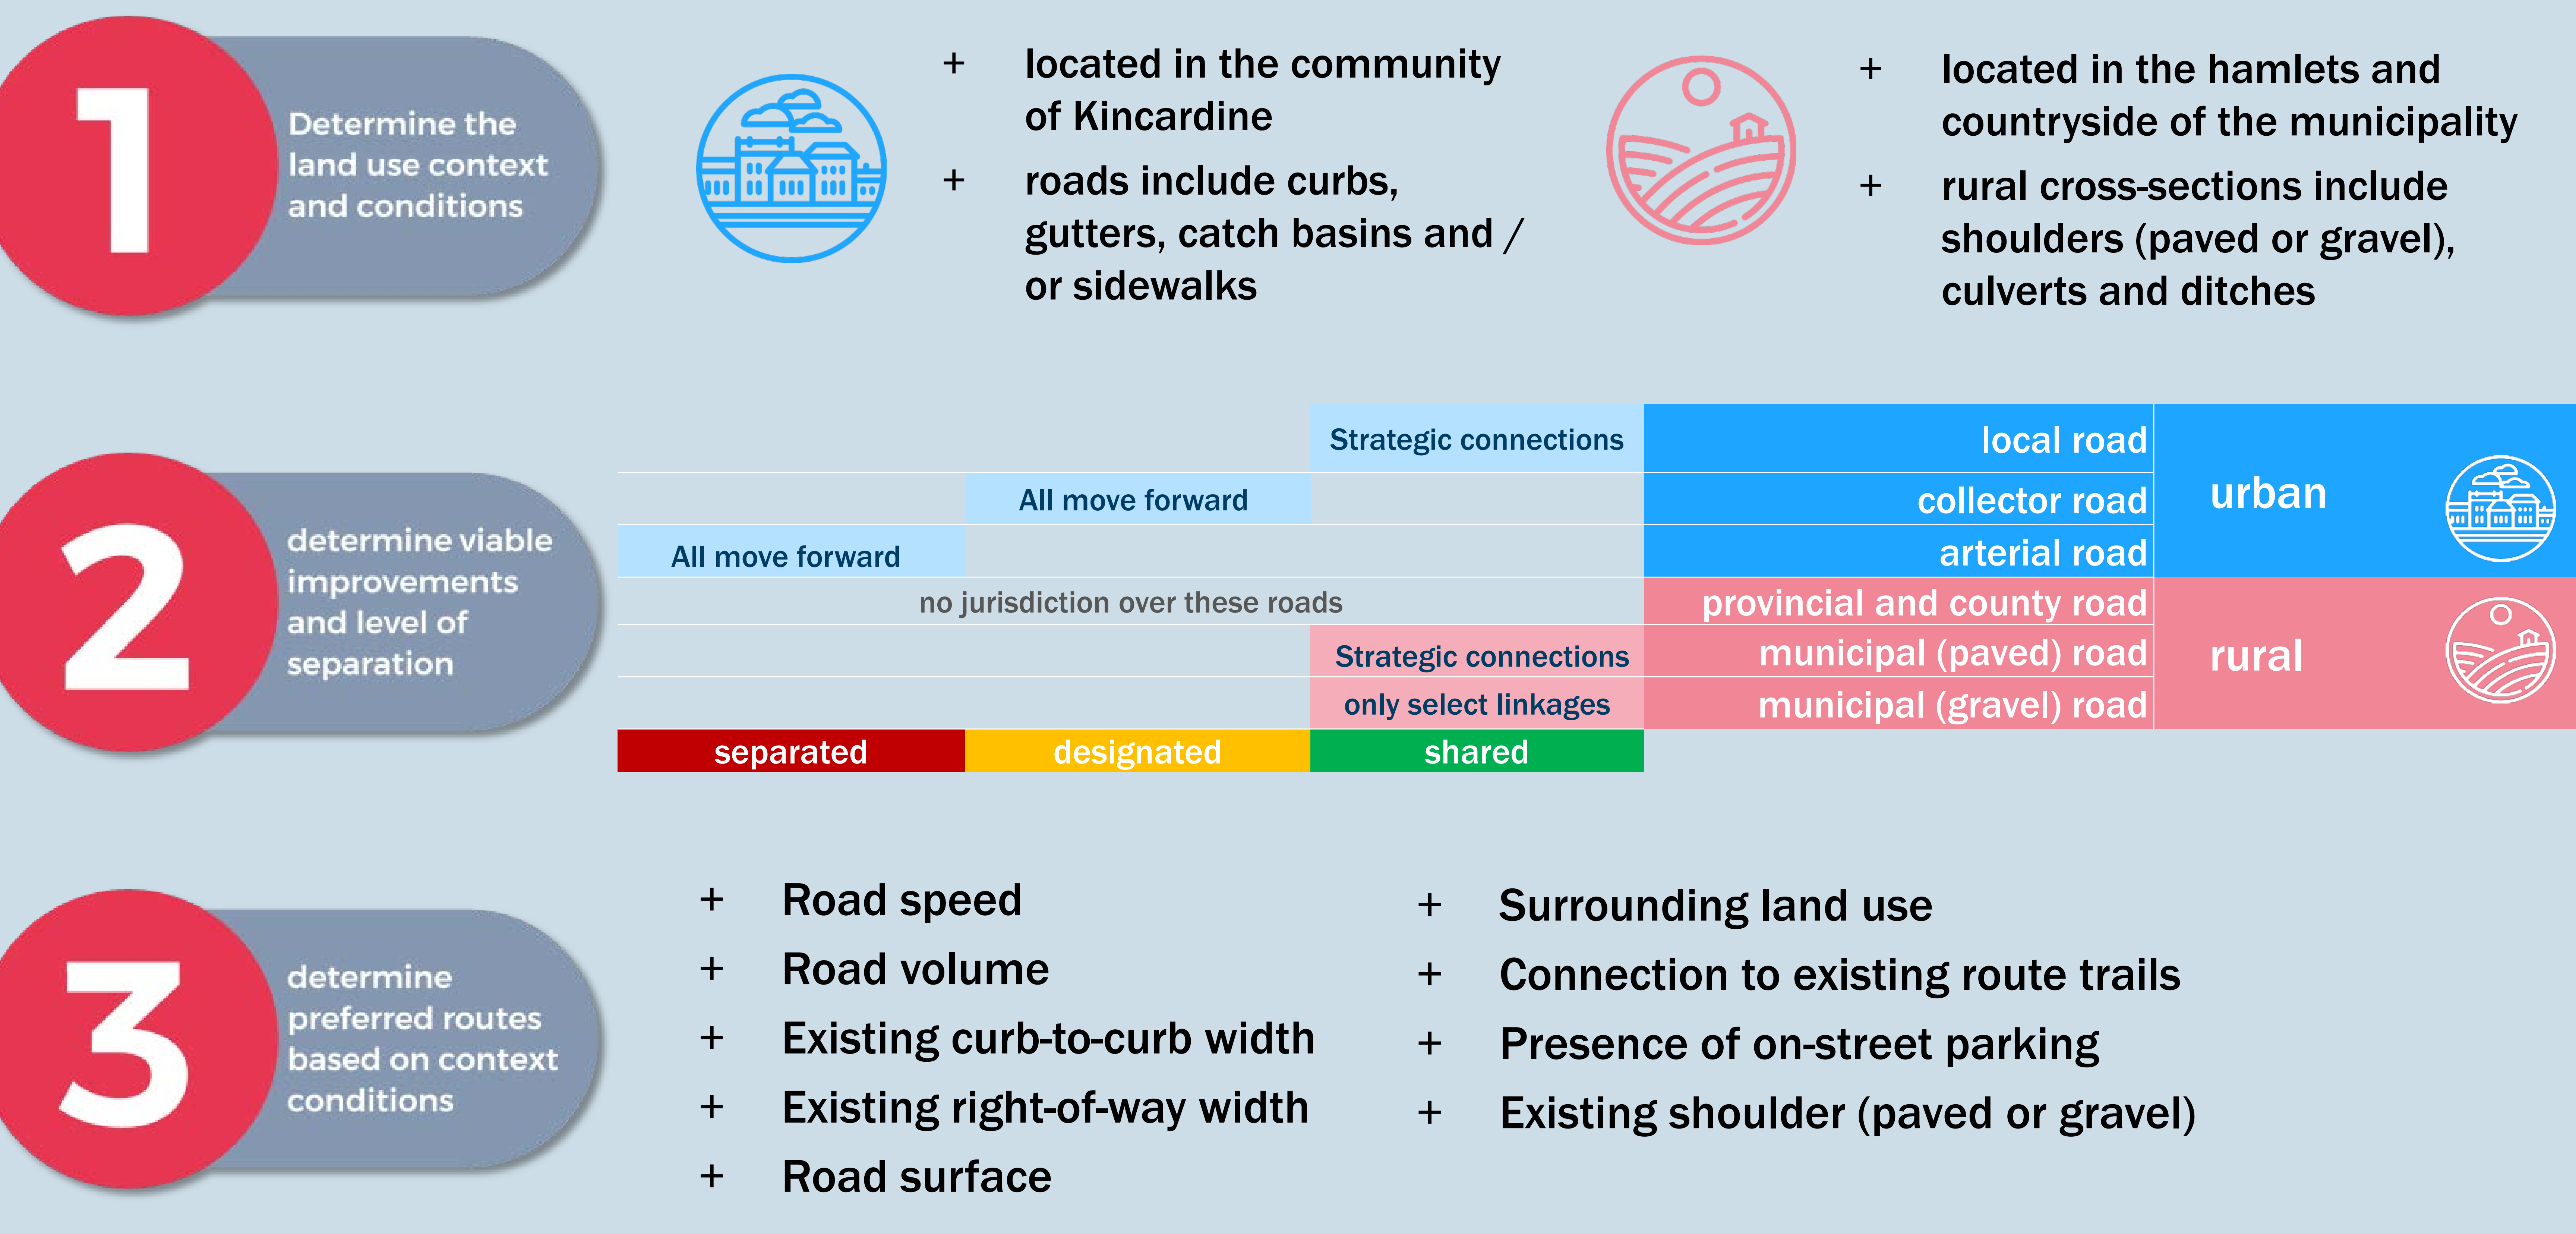 1
Determine the
land use context
and conditions
+ located in the community
of Kincardine
+ roads include curbs,
gutters, catch basins and /
or sidewalks
+ located in the hamlets and
countryside of the municipality
+ rural cross-sections include
shoulders (paved or gravel),
culverts and ditches
2
determine viable
improvements
and level of
separation
Strategic connections local road
All move forward collector road
urban
All move forward arterial road
no jurisdiction over these roads provincial and county road
Strategic connections municipal (paved) road
rural
only select linkages municipal (gravel) road
separated designated shared
3
determine
preferred routes
based on context
conditions
+ Road speed
+ Road volume
+ Existing curb-to-curb width
+ Existing right-of-way width
+ Road surface
+ Surrounding land use
+ Connection to existing route trails
+ Presence of on-street parking
+ Existing shoulder (paved or gravel)